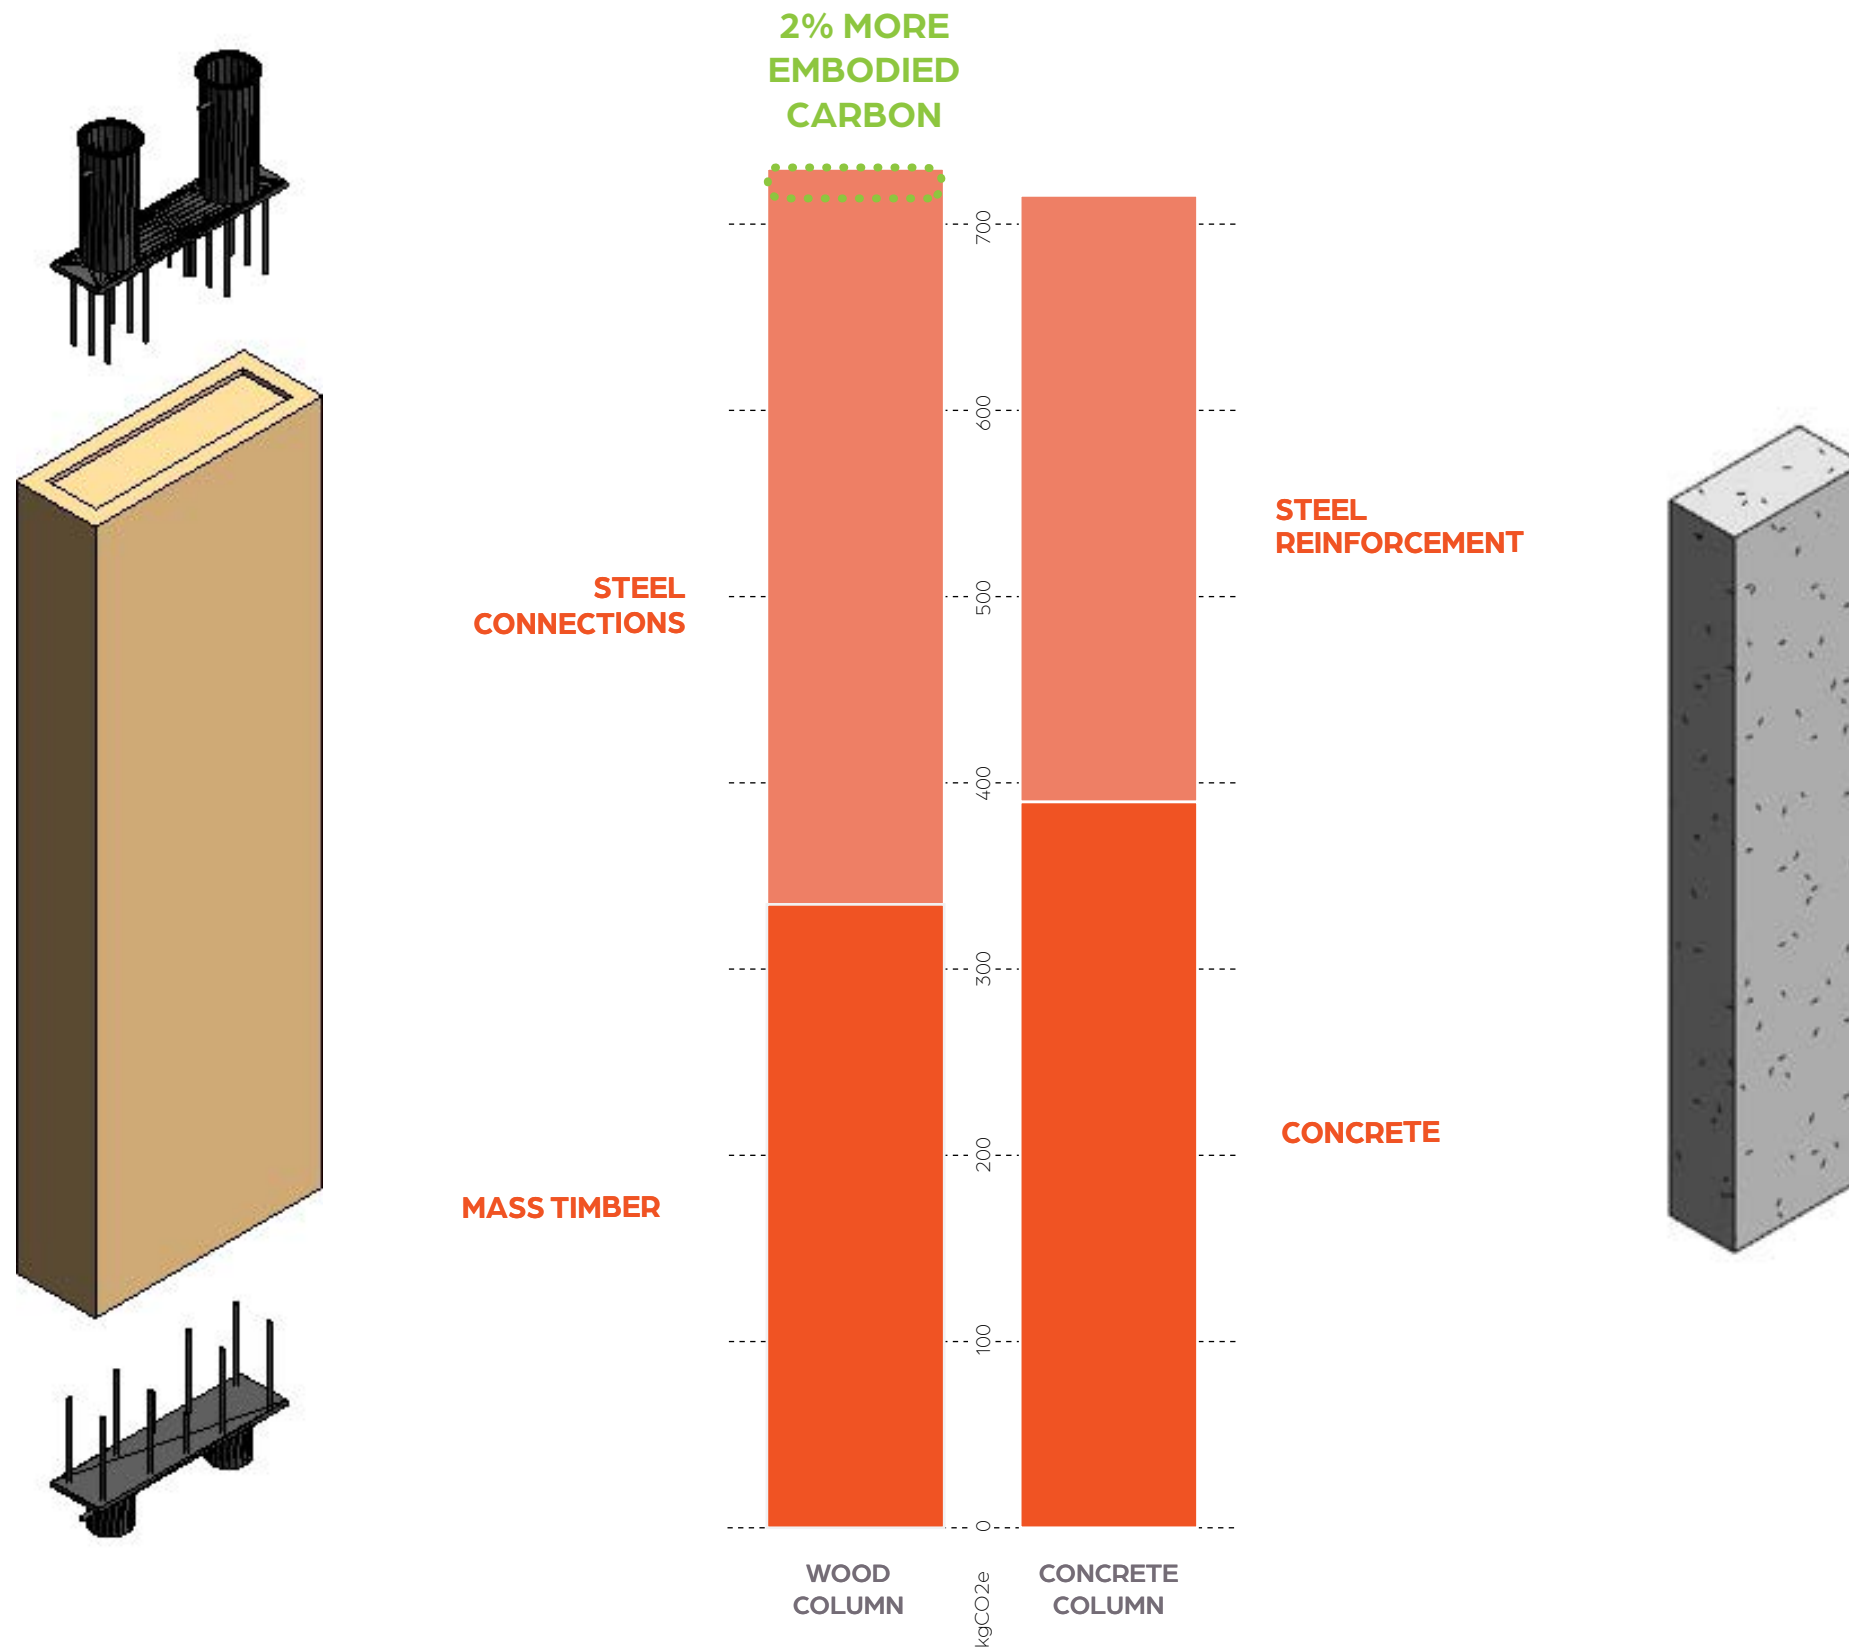 2% MORE
EMBODIED
CARBON
700
600
500
400
300
200
100
0
kgCO2e
STEEL
CONNECTIONS
MASS TIMBER
STEEL
REINFORCEMENT
CONCRETE
WOOD
COLUMN
CONCRETE
COLUMN